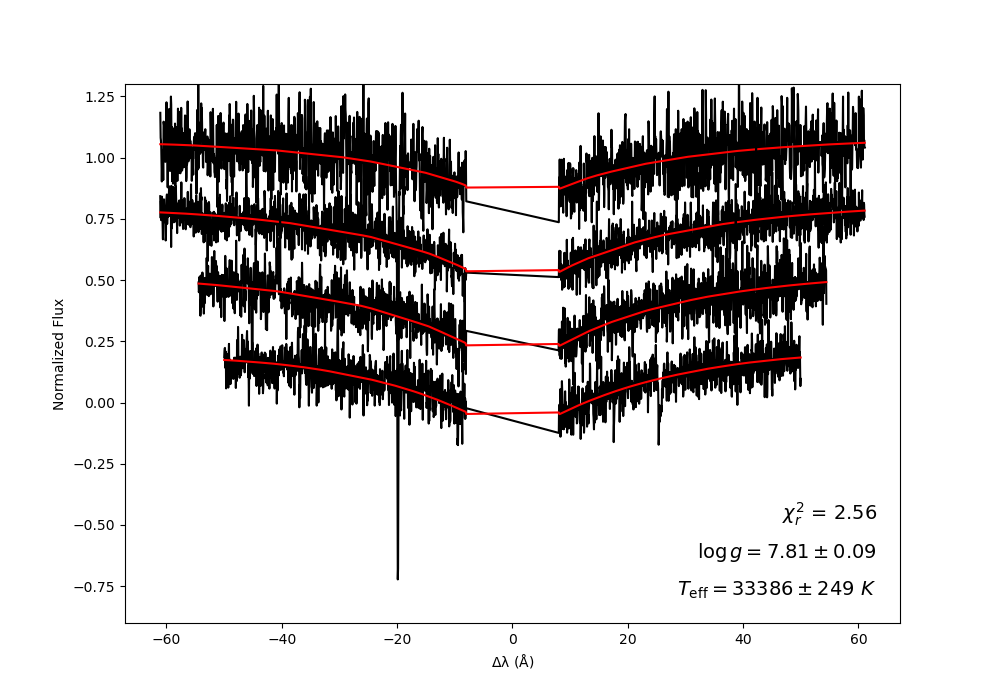 1.25
1.00
0.75
0.50
0.25
0.00
−0.25
−0.50
−0.75
Normalized Flux
χ²ᵣ = 2.56
log g = 7.81 ± 0.09
T_eff = 33386 ± 249 K
−60 −40 −20 0 20 40 60
Δλ (Å)